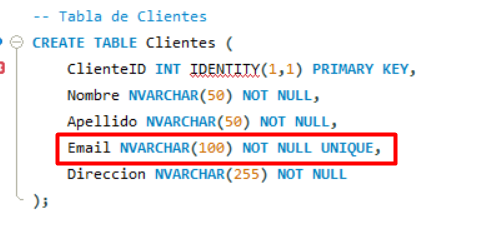 -- Tabla de Clientes
CREATE TABLE Clientes (
ClienteID INT IDENTITY(1,1) PRIMARY KEY,
Nombre NVARCHAR(50) NOT NULL,
Apellido NVARCHAR(50) NOT NULL,
Email NVARCHAR(100) NOT NULL UNIQUE,
Direccion NVARCHAR(255) NOT NULL
);